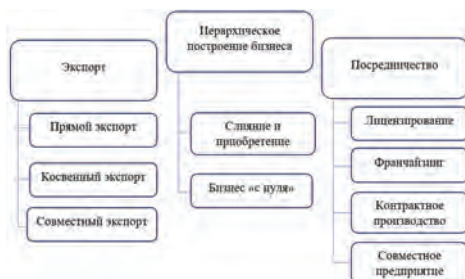 Экспорт
Прямой экспорт
Косвенный экспорт
Совместный экспорт
Иерархическое
построение бизнеса
Слияние и
приобретение
Бизнес «с нуля»
Посредничество
Лицензирование
Франчайзинг
Контрактное
производство
Совместное
предприятие